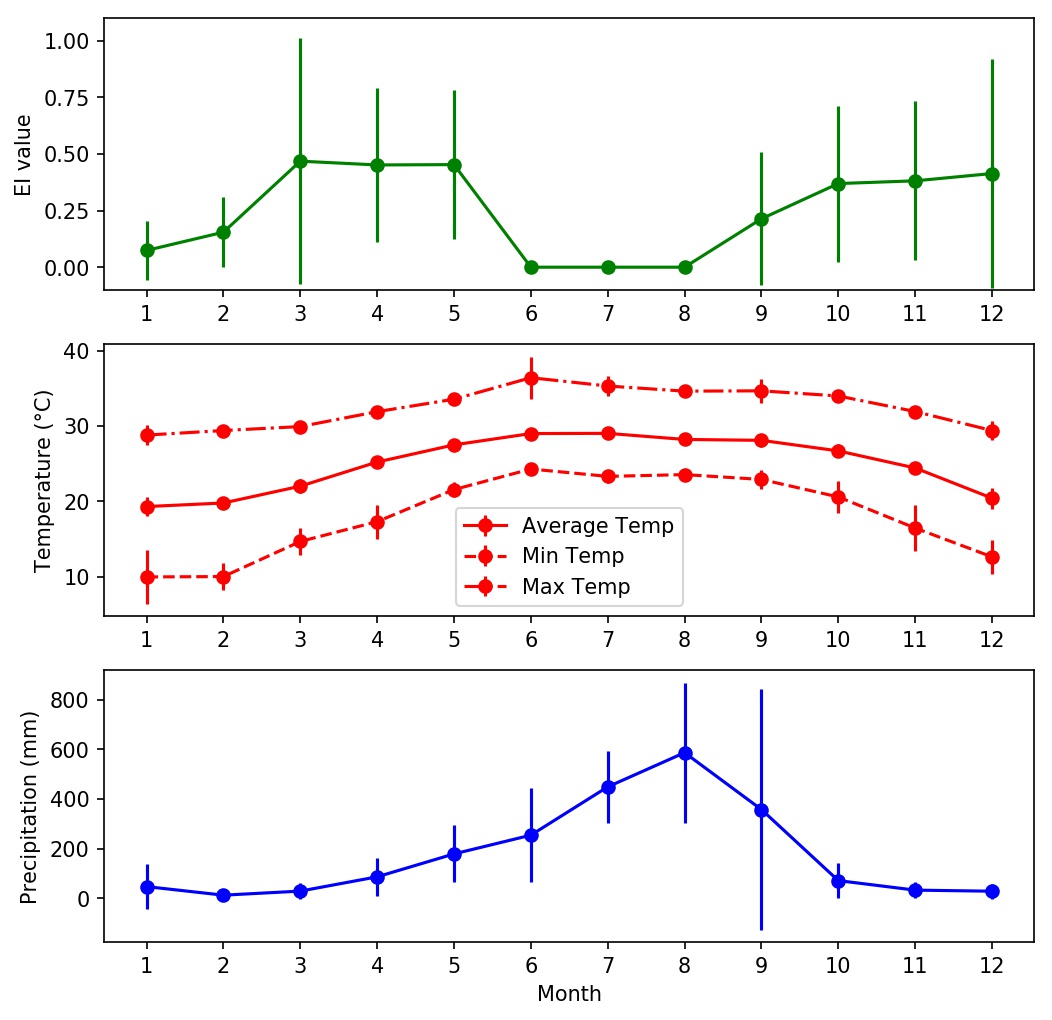 EI value
1.00
0.75
0.50
0.25
0.00
1 2 3 4 5 6 7 8 9 10 11 12
Temperature (°C)
40
30
20
10
Average Temp
Min Temp
Max Temp
1 2 3 4 5 6 7 8 9 10 11 12
Precipitation (mm)
800
600
400
200
0
1 2 3 4 5 6 7 8 9 10 11 12
Month